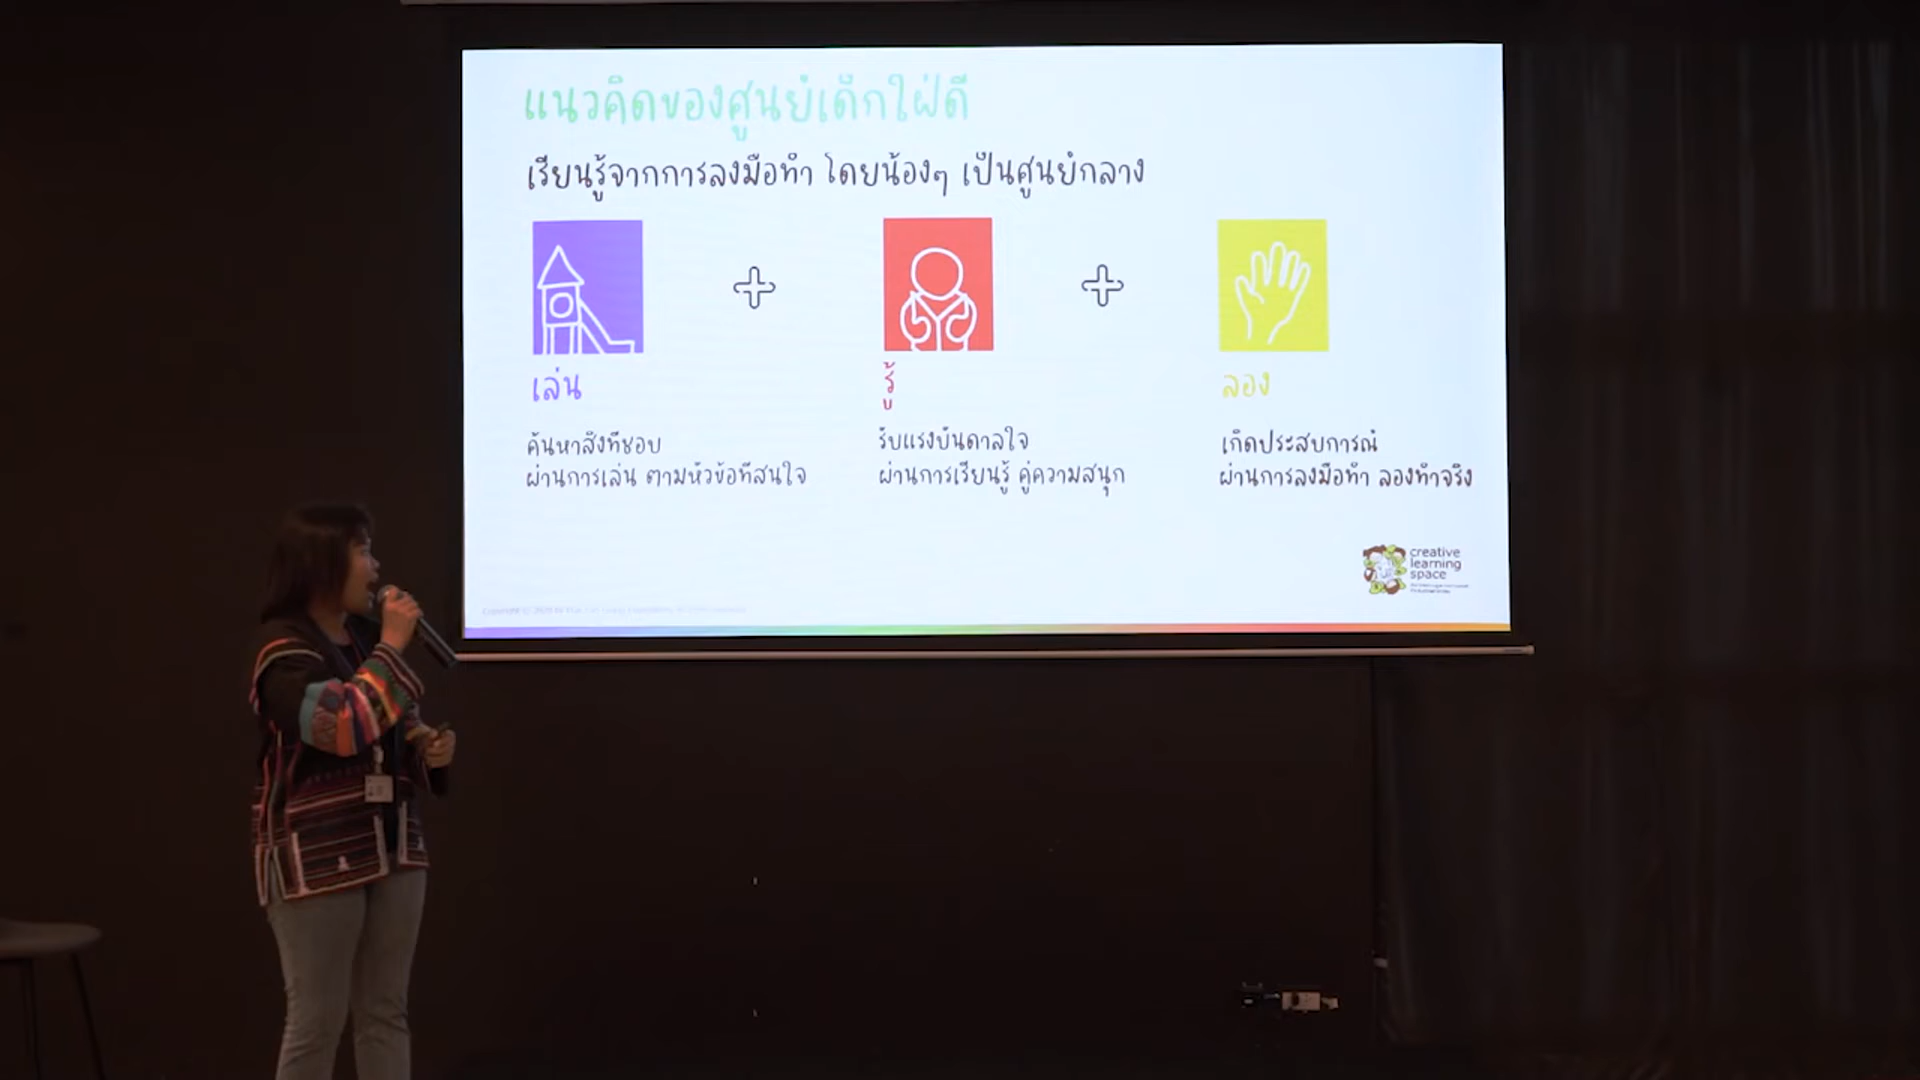 แนวคิดของศูนย์เด็กใฝ่ดี
เรียนรู้จากการลงมือทำ โดยน้องๆ เป็นศูนย์กลาง
เล่น
ค้นหาสิ่งที่ชอบ
ผ่านการเล่น ตามหัวข้อที่สนใจ
รู้
รับแรงบันดาลใจ
ผ่านการเรียนรู้ คู่ความสนุก
ลอง
เกิดประสบการณ์
ผ่านการลงมือทำ ลองทำจริง
creative
learning
space